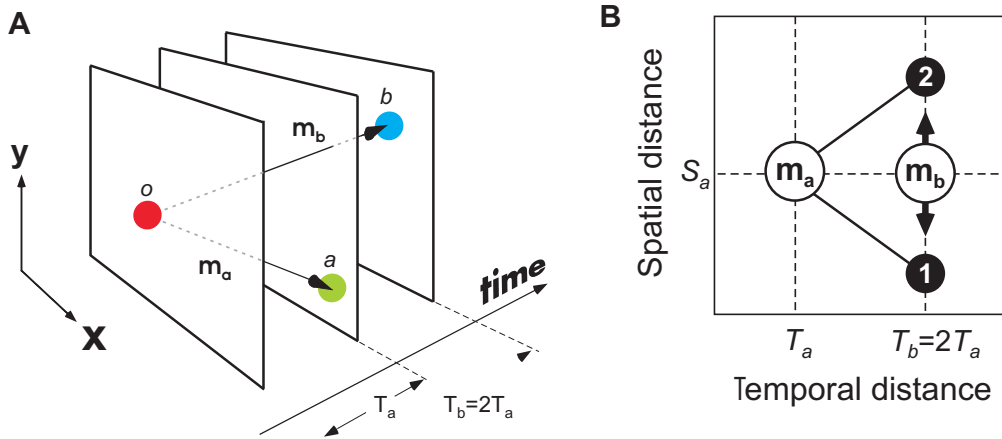 A
b
m_b
y
o
m_a
a
time
x
T_a
T_b=2T_a
B
Spatial distance
S_a
2
m_a
m_b
1
T_a
T_b=2T_a
Temporal distance